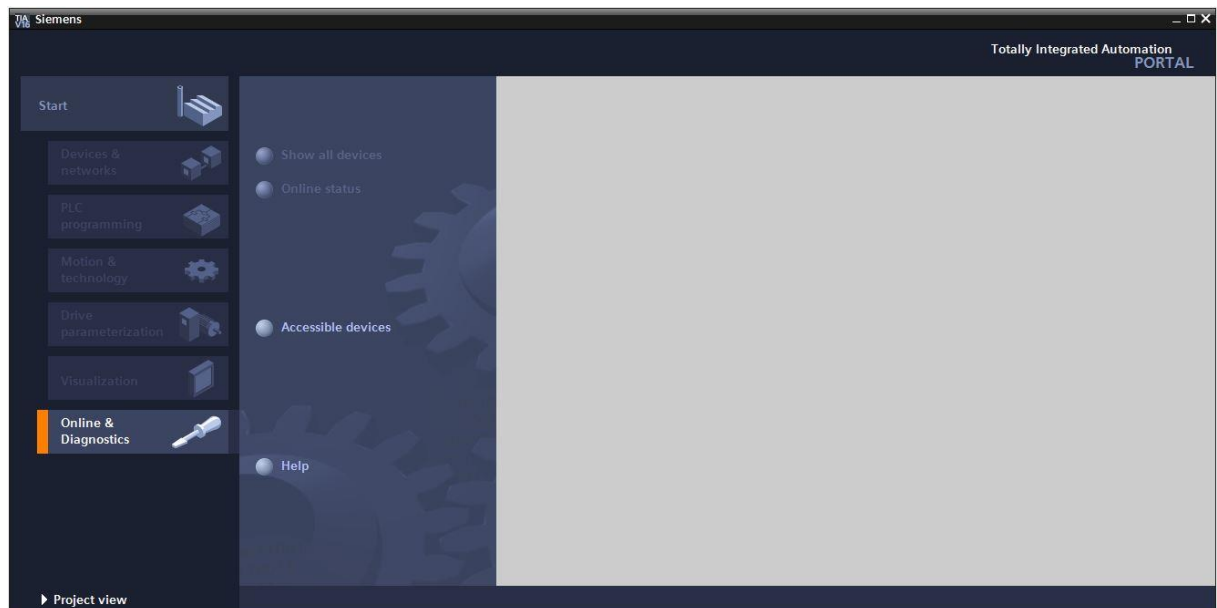 TIA
V16
Siemens
Totally Integrated Automation
PORTAL
Start
Devices &
networks
PLC
programming
Motion &
technology
Drive
parameterization
Visualization
Online &
Diagnostics
Show all devices
Online status
Accessible devices
Help
Project view